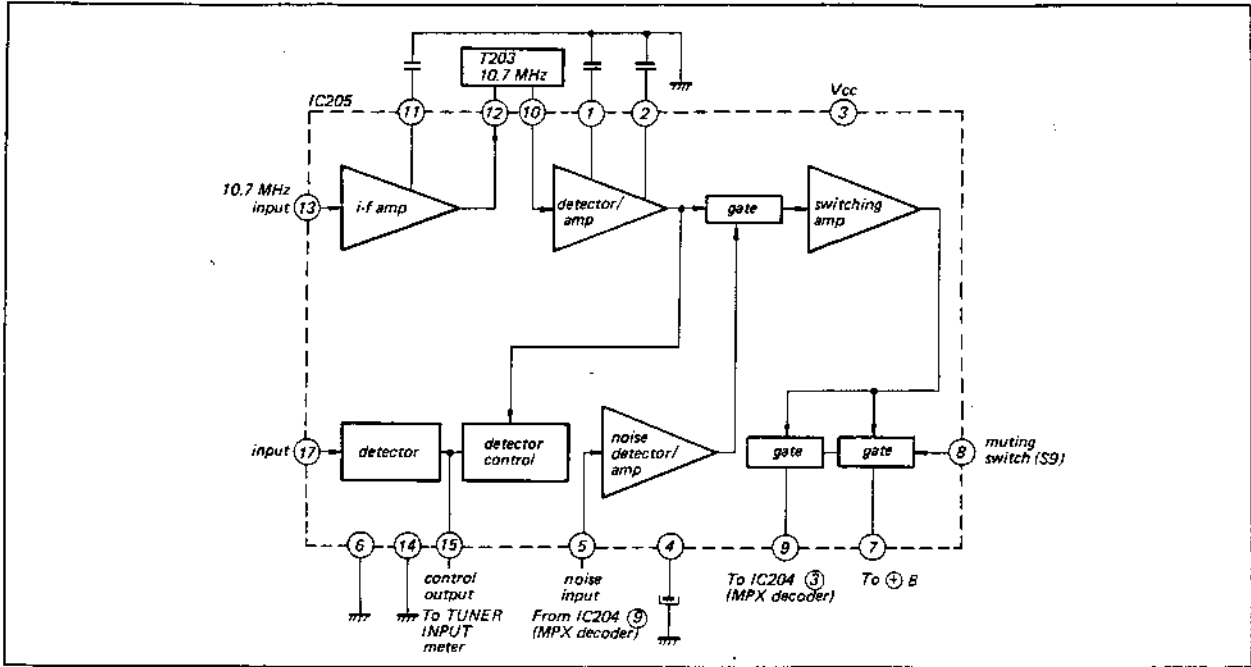 T203
10.7 MHz
Vcc
IC205
11
12
10
1
2
3
10.7 MHz
input
13
i-f amp
detector/
amp
gate
switching
amp
input
17
detector
detector
control
noise
detector/
amp
gate
gate
8
muting
switch (S9)
6
14
15
5
4
9
7
control
output
To TUNER
INPUT
meter
noise
input
From IC204 ⑨
(MPX decoder)
To IC204 ③
(MPX decoder)
To ⊕ B